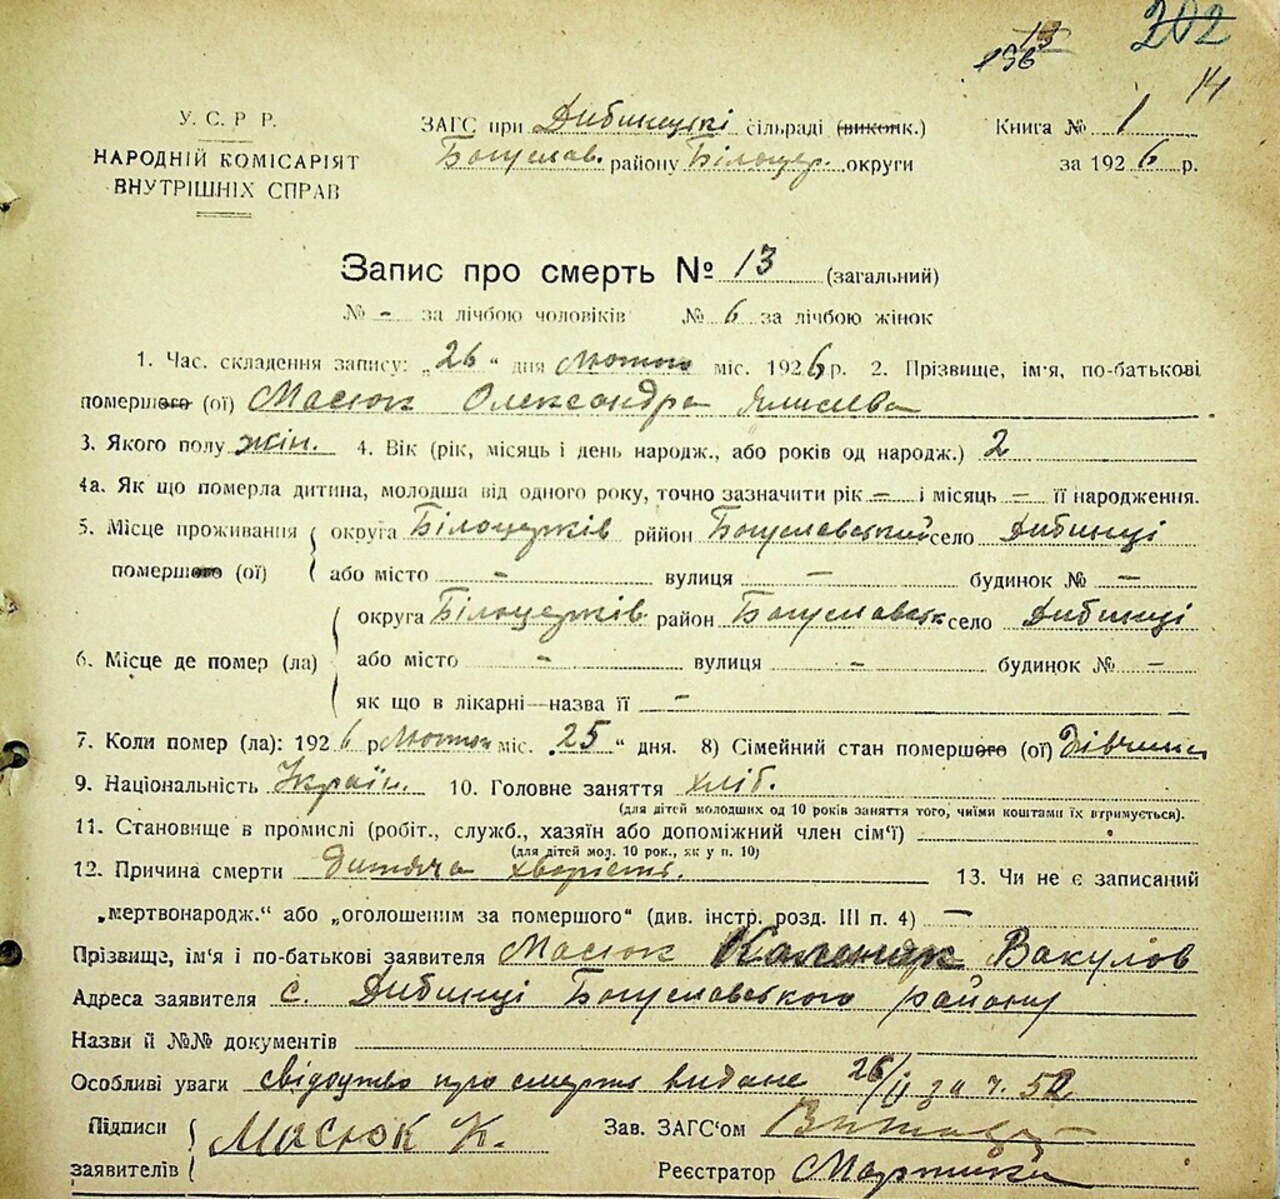 202
13
196
14
У. С. Р Р.
НАРОДНІЙ КОМІСАРІЯТ
ВНУТРІШНІХ СПРАВ
ЗАГС при Дибинецькі сільраді (виконк.)
Богуслав. району Білоцер. округи
Книга № 1
за 1926 р.
Запис про смерть № 13 (загальний)
№ - за лічбою чоловіків № 6 за лічбою жінок
1. Час. складення запису: „26“ дня Лютого міс. 1926 р. 2. Прізвище, ім'я, по-батькові
помершого (ої) Масюк Олександра
3. Якого полу жін. 4. Вік (рік, місяць і день народж., або років од народж.) 2
4а. Як що померла дитина, молодша від одного року, точно зазначити рік – і місяць – її народження.
5. Місце проживання округа Білоцерків рйион Богуславський село Дибинці
помершого (ої) або місто - вулиця – будинок № –
округа Білоцерків район Богуславськ село Дибинці
6. Місце де помер (ла) або місто - вулиця - будинок № –
як що в лікарні—назва її –
7. Коли помер (ла): 1926 р Лютого міс. „25“ дня. 8) Сімейний стан помершого (ої) Дівчина
9. Національність Україн. 10. Головне заняття хліб.
(для дітей молодших од 10 років заняття того, чиїми коштами їх втримується).
11. Становище в промислі (робіт., служб., хазяїн або допоміжний член сім'ї)
(для дітей мол. 10 рок., як у п. 10)
12. Причина смерти дитяча хворість. 13. Чи не є записаний
„мертвонародж.“ або „оголошеним за помершого“ (див. інстр. розд. III п. 4) —
Прізвище, ім'я і по-батькові заявителя Масюк Вакулов
Адреса заявителя с. Дибинці Богуславського району
Назви й №№ документів
Особливі уваги свідоцтво про смерть видане 26/II за ч. 52
Підписи
заявителів Масюк К.
Зав. ЗАГС'ом
Реєстратор